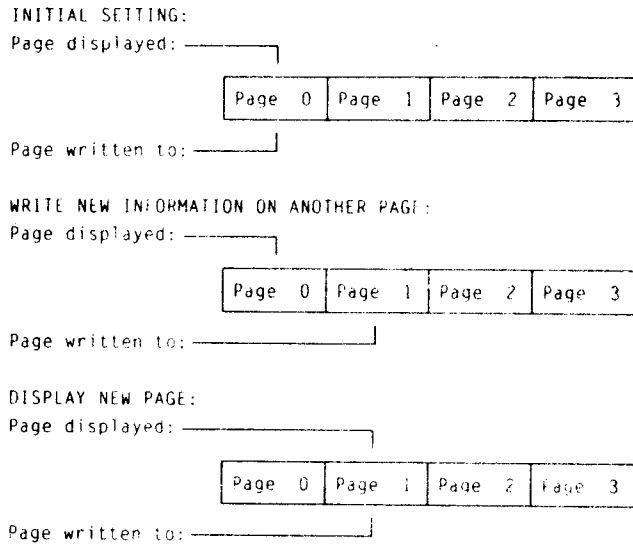 INITIAL SETTING:
Page displayed:
Page 0 Page 1 Page 2 Page 3
Page written to:
WRITE NEW INFORMATION ON ANOTHER PAGE:
Page displayed:
Page 0 Page 1 Page 2 Page 3
Page written to:
DISPLAY NEW PAGE:
Page displayed:
Page 0 Page 1 Page 2 Page 3
Page written to: